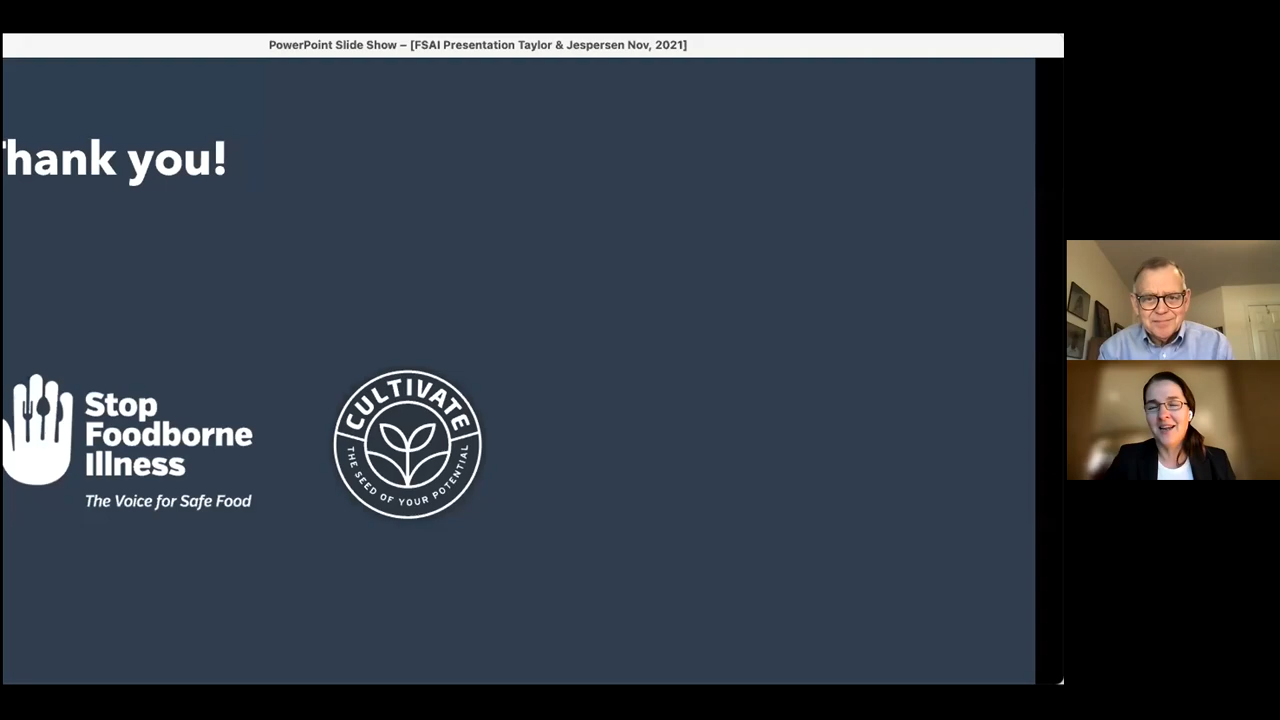 PowerPoint Slide Show – [FSAI Presentation Taylor & Jespersen Nov, 2021]
Thank you!
Stop
Foodborne
Illness
The Voice for Safe Food
CULTIVATE
THE SEED OF YOUR POTENTIAL